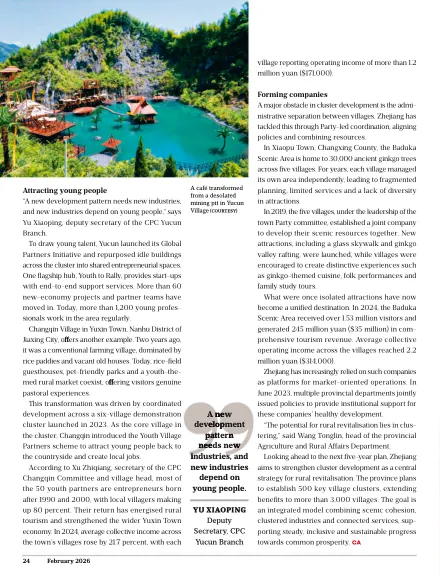 A café transformed
from a desolated
mining pit in Yucun
Village (COURTESY)
Attracting young people
"A new development pattern needs new industries,
and new industries depend on young people," says
Yu Xiaoping, deputy secretary of the CPC Yucun
Branch.
To draw young talent, Yucun launched its Global
Partners Initiative and repurposed idle buildings
across the cluster into shared entrepreneurial spaces.
One flagship hub, Youth to Rally, provides start-ups
with end-to-end support services. More than 60
new-economy projects and partner teams have
moved in. Today, more than 1,200 young profes-
sionals work in the area regularly.
Changqin Village in Yuxin Town, Nanhu District of
Jiaxing City, offers another example. Two years ago,
it was a conventional farming village, dominated by
rice paddies and vacant old houses. Today, rice-field
guesthouses, pet-friendly parks and a youth-the-
med rural market coexist, offering visitors genuine
pastoral experiences.
This transformation was driven by coordinated
development across a six-village demonstration
cluster launched in 2023. As the core village in
the cluster, Changqin introduced the Youth Village
Partners scheme to attract young people back to
the countryside and create local jobs.
According to Xu Zhiqiang, secretary of the CPC
Changqin Committee and village head, most of
the 50 youth partners are entrepreneurs born
after 1990 and 2000, with local villagers making
up 80 percent. Their return has energised rural
tourism and strengthened the wider Yuxin Town
economy. In 2024, average collective income across
the town's villages rose by 21.7 percent, with each
A new
development
pattern
needs new
industries, and
new industries
depend on
young people.
YU XIAOPING
Deputy
Secretary, CPC
Yucun Branch
village reporting operating income of more than 1.2
million yuan ($171,000).
Forming companies
A major obstacle in cluster development is the admi-
nistrative separation between villages. Zhejiang has
tackled this through Party-led coordination, aligning
policies and combining resources.
In Xiaopu Town, Changxing County, the Baduka
Scenic Area is home to 30,000 ancient ginkgo trees
across five villages. For years, each village managed
its own area independently, leading to fragmented
planning, limited services and a lack of diversity
in attractions.
In 2019, the five villages, under the leadership of the
town Party committee, established a joint company
to develop their scenic resources together. New
attractions, including a glass skywalk and ginkgo
valley rafting, were launched, while villages were
encouraged to create distinctive experiences such
as ginkgo-themed cuisine, folk performances and
family study tours.
What were once isolated attractions have now
become a unified destination. In 2024, the Baduka
Scenic Area received over 1.53 million visitors and
generated 245 million yuan ($35 million) in com-
prehensive tourism revenue. Average collective
operating income across the villages reached 2.2
million yuan ($314,000).
Zhejiang has increasingly relied on such companies
as platforms for market-oriented operations. In
June 2023, multiple provincial departments jointly
issued policies to provide institutional support for
these companies' healthy development.
"The potential for rural revitalisation lies in clus-
tering," said Wang Tonglin, head of the provincial
Agriculture and Rural Affairs Department.
Looking ahead to the next five-year plan, Zhejiang
aims to strengthen cluster development as a central
strategy for rural revitalisation. The province plans
to establish 500 key village clusters, extending
benefits to more than 3,000 villages. The goal is
an integrated model combining scenic cohesion,
clustered industries and connected services, sup-
porting steady, inclusive and sustainable progress
towards common prosperity. CA
24 February 2026